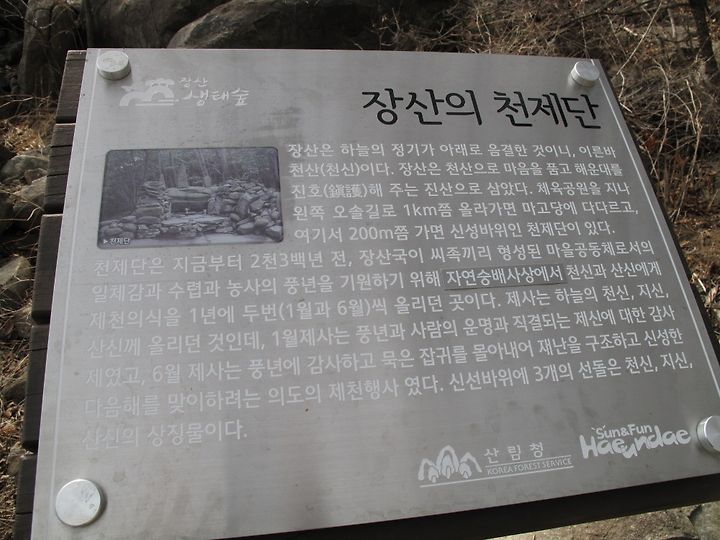 장산
생태숲
장산의 천제단
장산은 하늘의 정기가 아래로 응결한 것이니, 이른바
천산(천신)이다. 장산은 천산으로 마음을 품고 해운대를
진호(鎭護)해 주는 진산으로 삼았다. 체육공원을 지나
왼쪽 오솔길로 1km쯤 올라가면 마고당에 다다르고,
여기서 200m쯤 가면 신성바위인 천제단이 있다.
▶천제단
천제단은 지금부터 2천3백년 전, 장산국이 씨족끼리 형성된 마을공동체로서의
일체감과 수렵과 농사의 풍년을 기원하기 위해 자연숭배사상에서 천신과 산신에게
제천의식을 1년에 두번(1월과 6월)씩 올리던 곳이다. 제사는 하늘의 천신, 지신,
산신께 올리던 것인데, 1월제사는 풍년과 사람의 운명과 직결되는 제신에 대한 감사
제였고, 6월 제사는 풍년에 감사하고 묵은 잡귀를 몰아내어 재난을 구조하고 신성한
다음해를 맞이하려는 의도의 제천행사 였다. 신선바위에 3개의 선돌은 천신, 지신,
산신의 상징물이다.
산림청
KOREA FOREST SERVICE
Sun&Fun
Haeundae